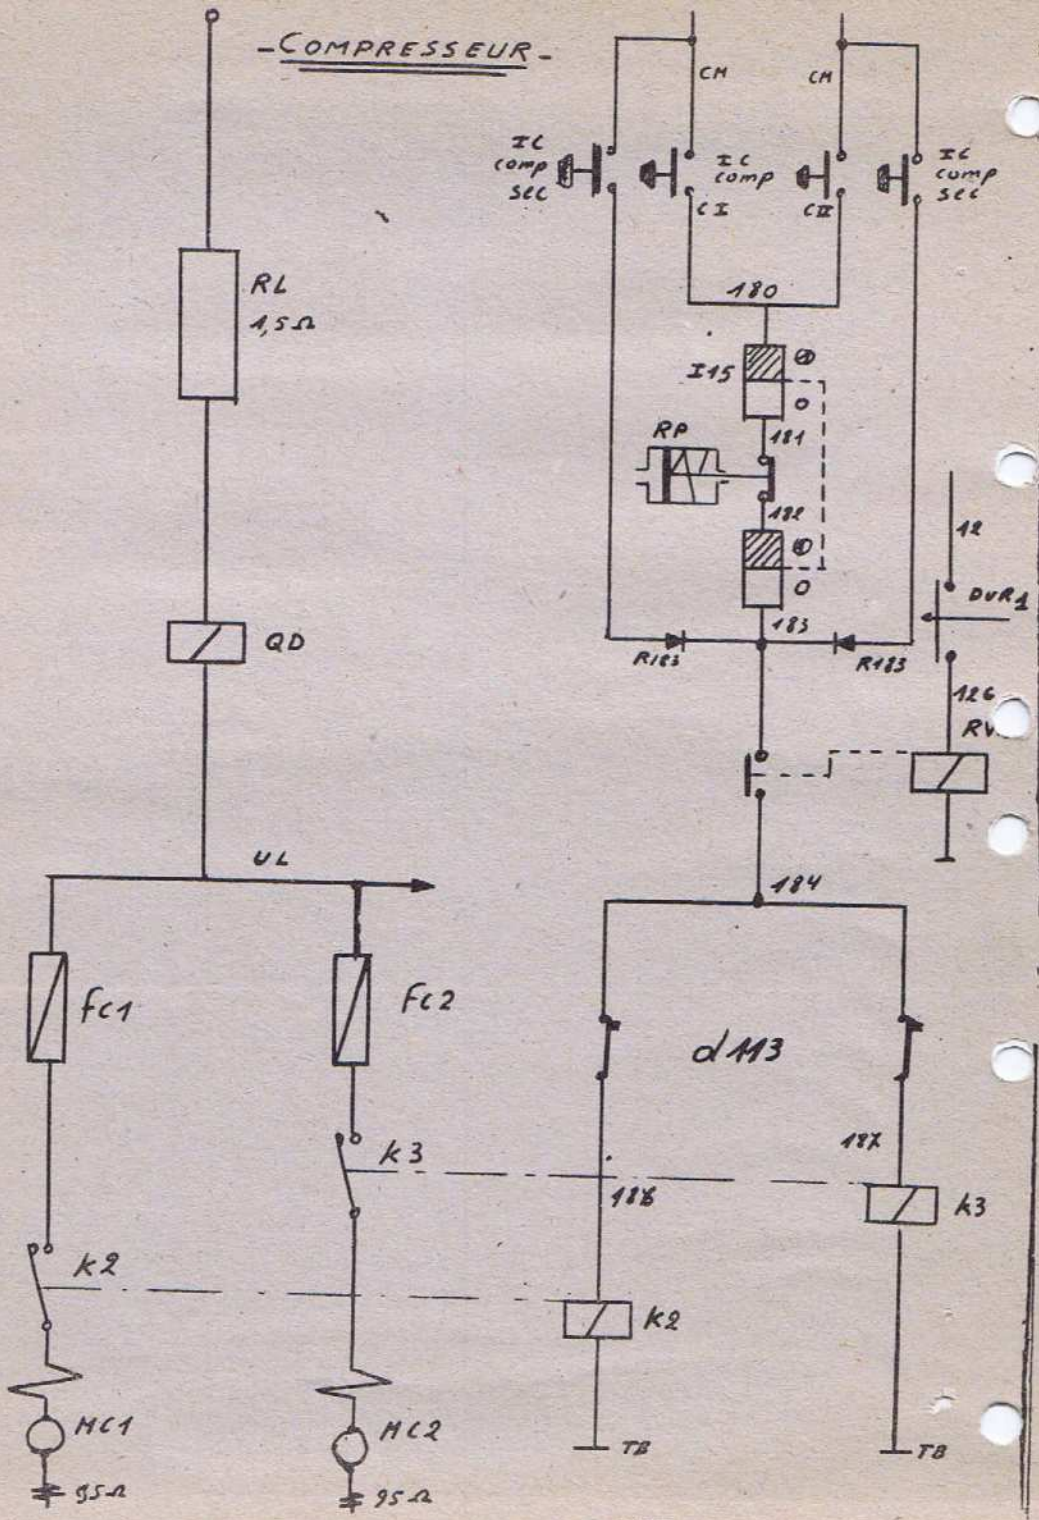 - COMPRESSEUR -
CM
CM
IC
comp
sec
IC
comp
CI
CII
IC
comp
sec
RL
1,5Ω
180
I15
0
181
RP
182
0
12
DVR1
183
R183
R183
126
QD
UL
184
FC1
FC2
d113
K3
187
K3
K2
K2
MC1
MC2
TB
TB
95Ω
95Ω